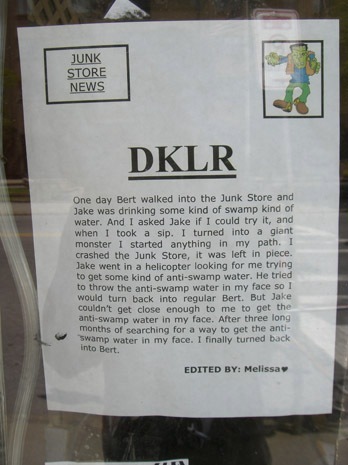 JUNK
STORE
NEWS
DKLR
One day Bert walked into the Junk Store and
Jake was drinking some kind of swamp kind of
water. And I asked Jake if I could try it, and
when I took a sip. I turned into a giant
monster I started anything in my path. I
crashed the Junk Store, it was left in piece.
Jake went in a helicopter looking for me trying
to get some kind of anti-swamp water. He tried
to throw the anti-swamp water in my face so I
would turn back into regular Bert. But Jake
couldn't get close enough to me to get the
anti-swamp water in my face. After three long
months of searching for a way to get the anti-
swamp water in my face. I finally turned back
into Bert.
EDITED BY: Melissa♥